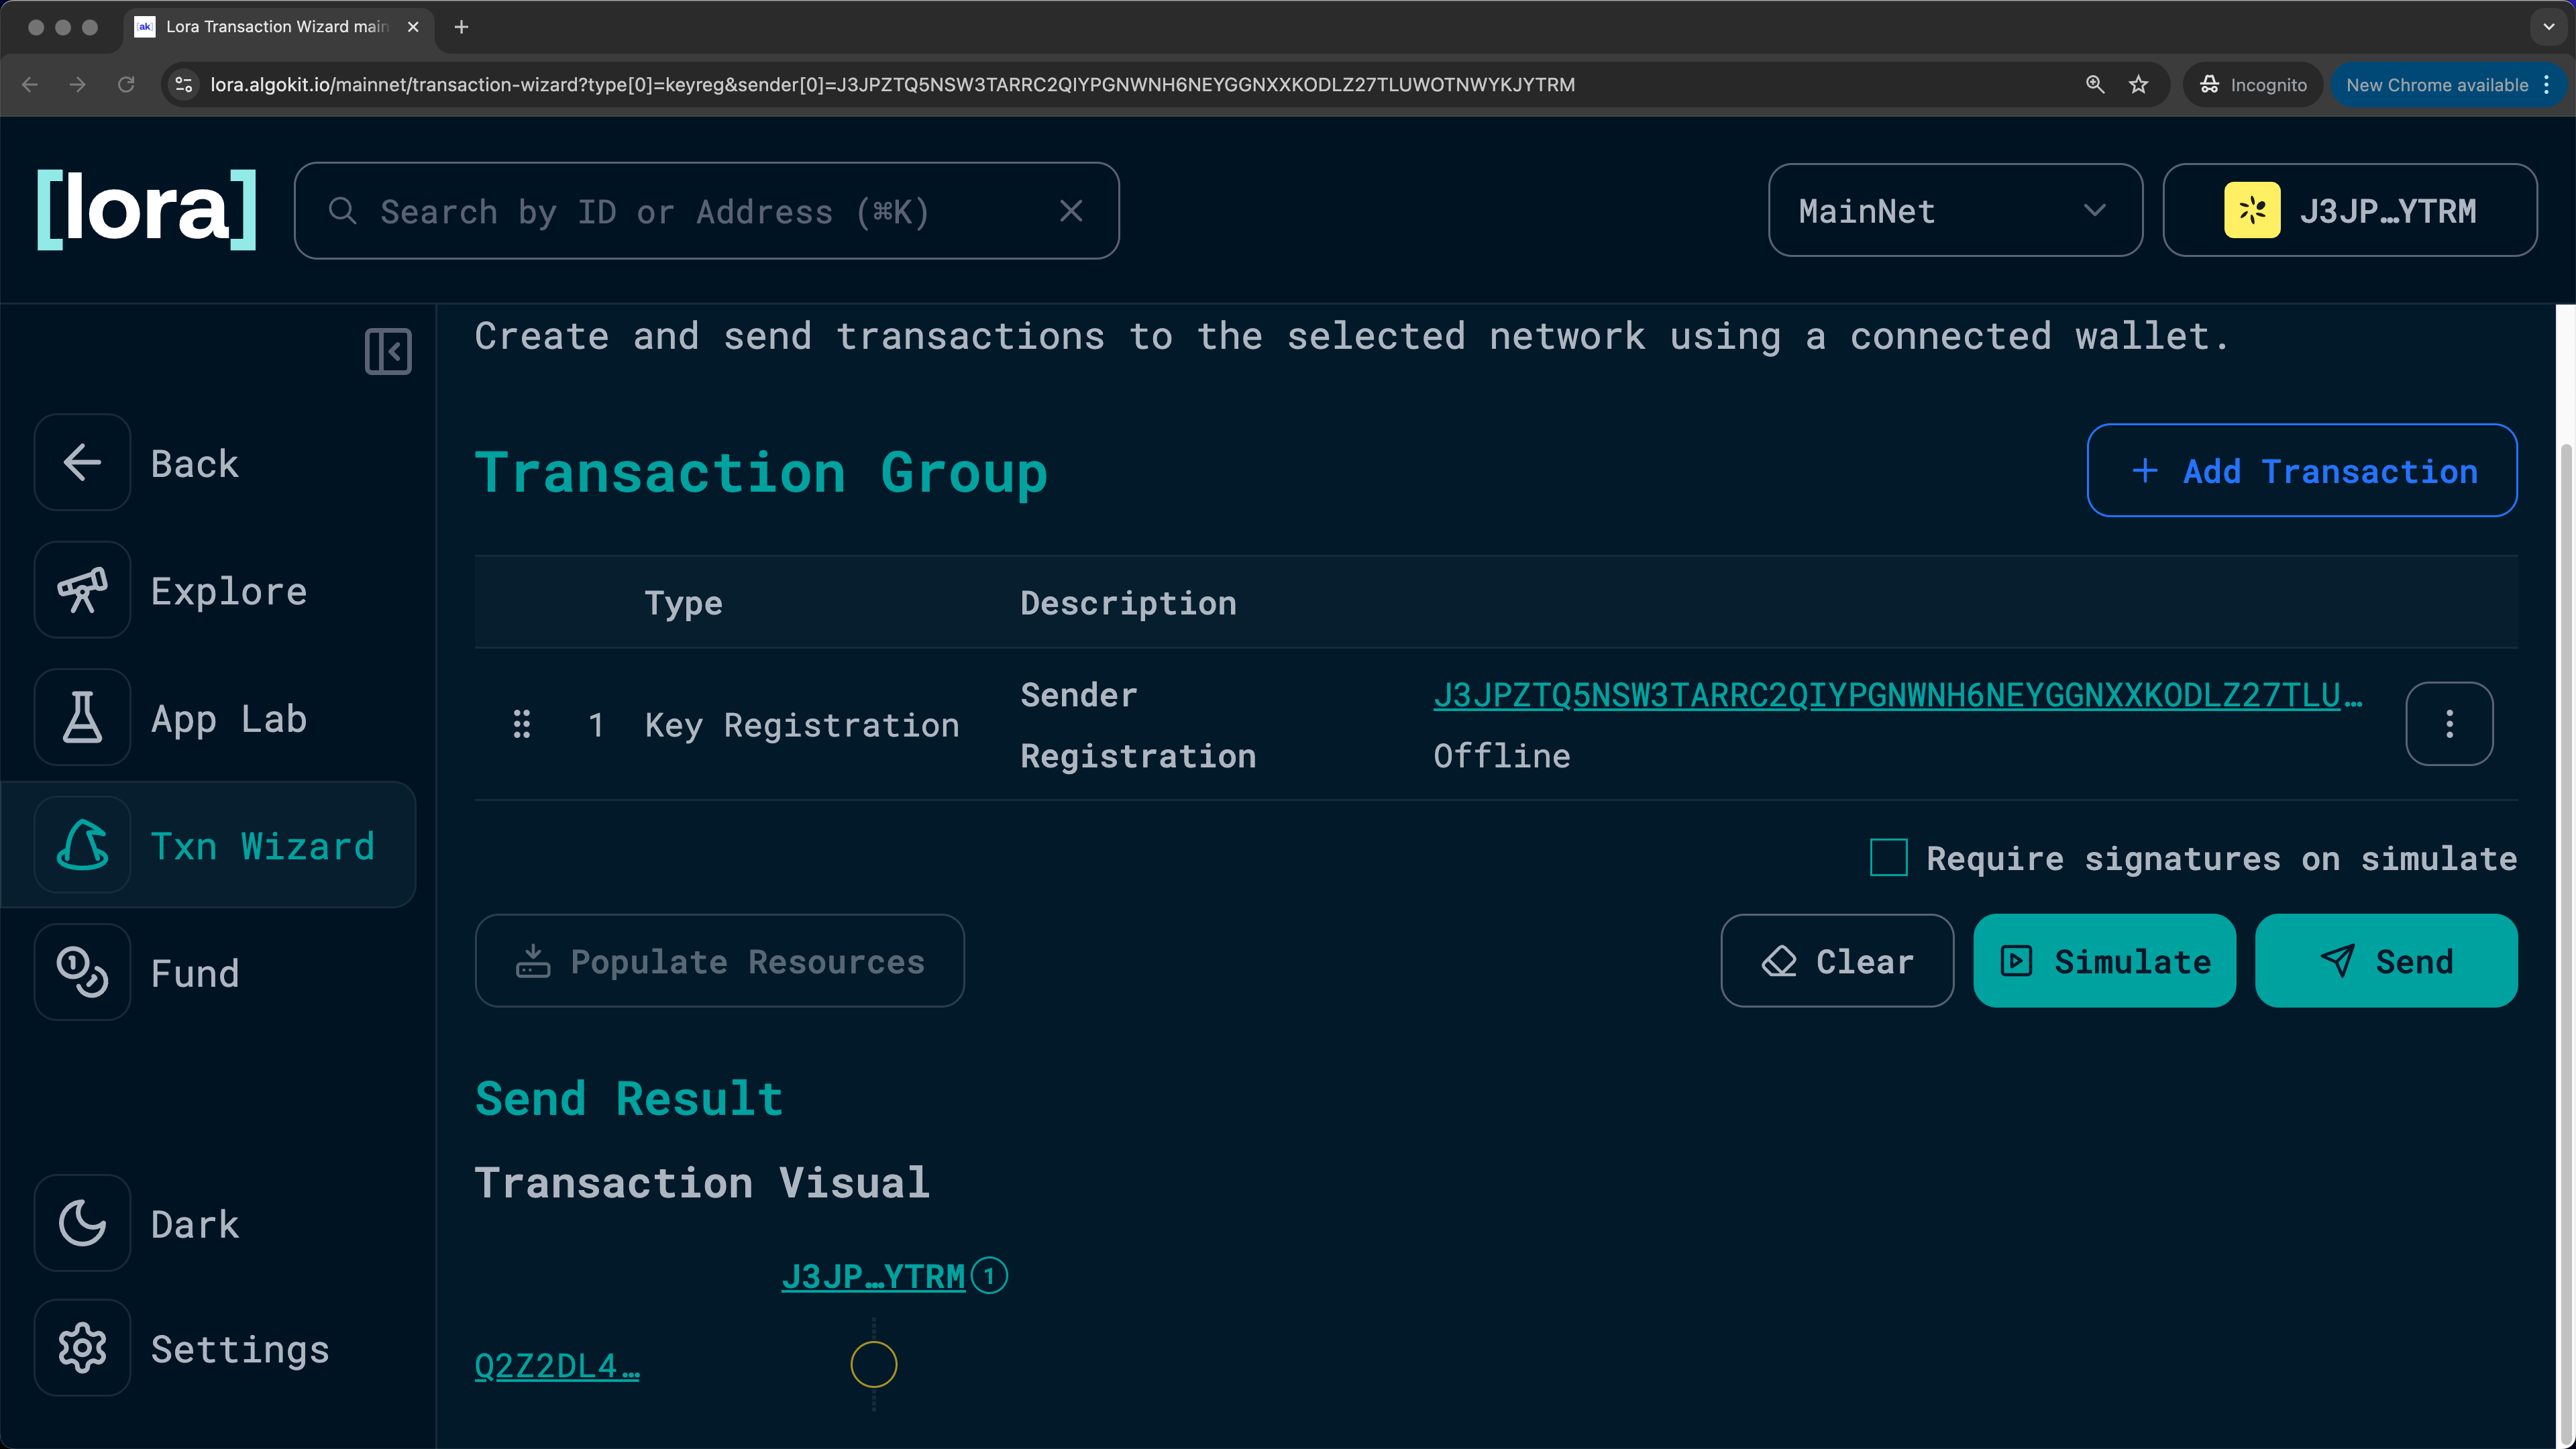 [ak] Lora Transaction Wizard main
lora.algokit.io/mainnet/transaction-wizard?type[0]=keyreg&sender[0]=J3JPZTQ5NSW3TARRC2QIYPGNWNH6NEYGGNXXKODLZ27TLUWOTNWYKJYTRM
Incognito
New Chrome available
[lora]
Search by ID or Address (⌘K)
MainNet
J3JP…YTRM
Create and send transactions to the selected network using a connected wallet.
Back
Explore
App Lab
Txn Wizard
Fund
Dark
Settings
Transaction Group
Add Transaction
Type Description
1 Key Registration
Sender J3JPZTQ5NSW3TARRC2QIYPGNWNH6NEYGGNXXKODLZ27TLU…
Registration Offline
Require signatures on simulate
Populate Resources
Clear
Simulate
Send
Send Result
Transaction Visual
J3JP…YTRM 1
Q2Z2DL4…